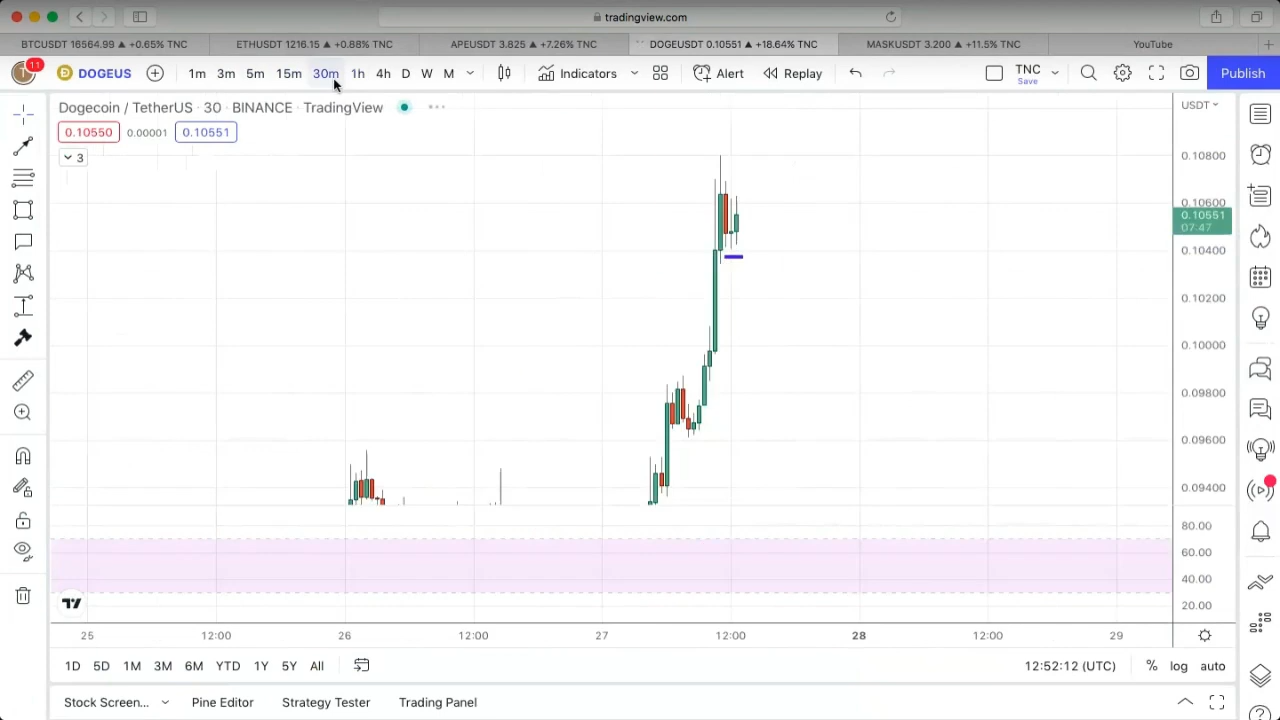 tradingview.com
BTCUSDT 16564.99 ▲ +0.65% TNC
ETHUSDT 1216.15 ▲ +0.88% TNC
APEUSDT 3.825 ▲ +7.26% TNC
DOGEUSDT 0.10551 ▲ +18.64% TNC
MASKUSDT 3.200 ▲ +11.5% TNC
YouTube
T 11
DOGEUS
1m 3m 5m 15m 30m 1h 4h D W M
Indicators
Alert
Replay
TNC
Save
Publish
Dogecoin / TetherUS · 30 · BINANCE · TradingView
USDT
0.10550 0.00001 0.10551
3
0.10800
0.10600
0.10551
07:47
0.10400
0.10200
0.10000
0.09800
0.09600
0.09400
80.00
60.00
40.00
20.00
25 12:00 26 12:00 27 12:00 28 12:00 29
1D 5D 1M 3M 6M YTD 1Y 5Y All
12:52:12 (UTC) % log auto
Stock Screen... Pine Editor Strategy Tester Trading Panel